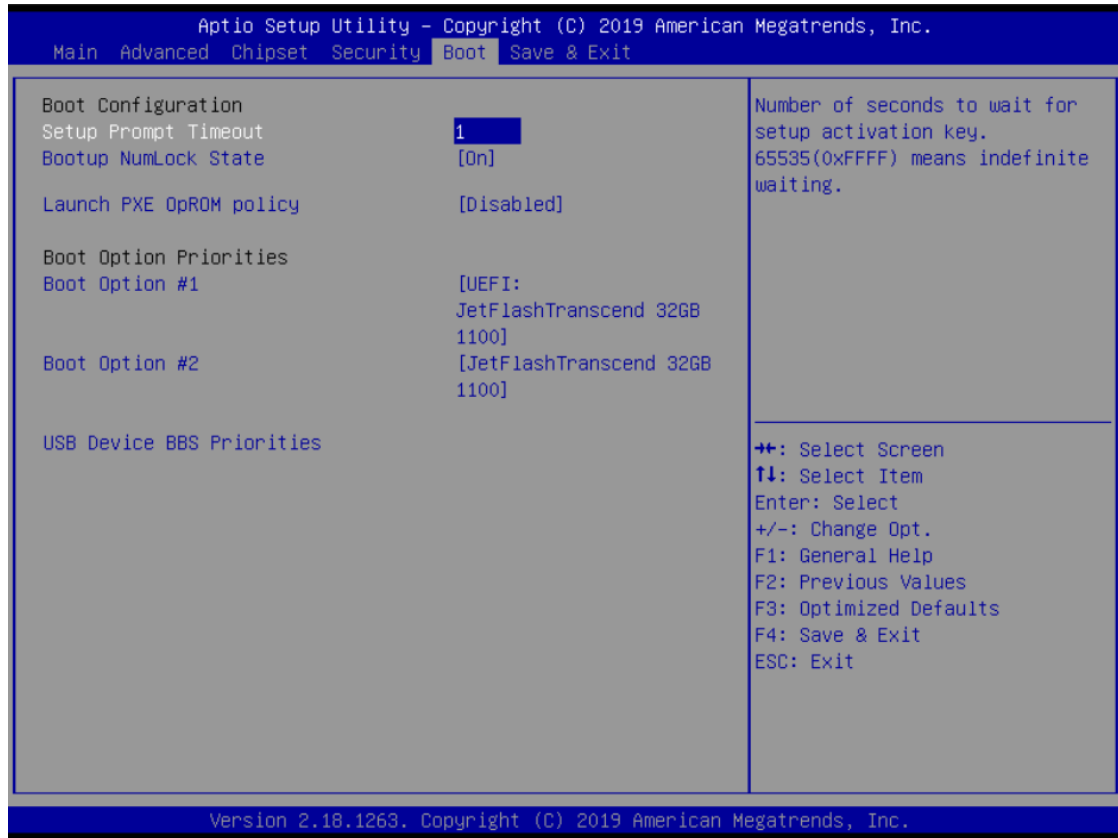 Aptio Setup Utility – Copyright (C) 2019 American Megatrends, Inc.
Main Advanced Chipset Security Boot Save & Exit
Boot Configuration
Setup Prompt Timeout 1
Bootup NumLock State [On]
Launch PXE OpROM policy [Disabled]
Boot Option Priorities
Boot Option #1 [UEFI:
JetFlashTranscend 32GB
1100]
Boot Option #2 [JetFlashTranscend 32GB
1100]
USB Device BBS Priorities
Number of seconds to wait for
setup activation key.
65535(0xFFFF) means indefinite
waiting.
→←: Select Screen
↑↓: Select Item
Enter: Select
+/-: Change Opt.
F1: General Help
F2: Previous Values
F3: Optimized Defaults
F4: Save & Exit
ESC: Exit
Version 2.18.1263. Copyright (C) 2019 American Megatrends, Inc.